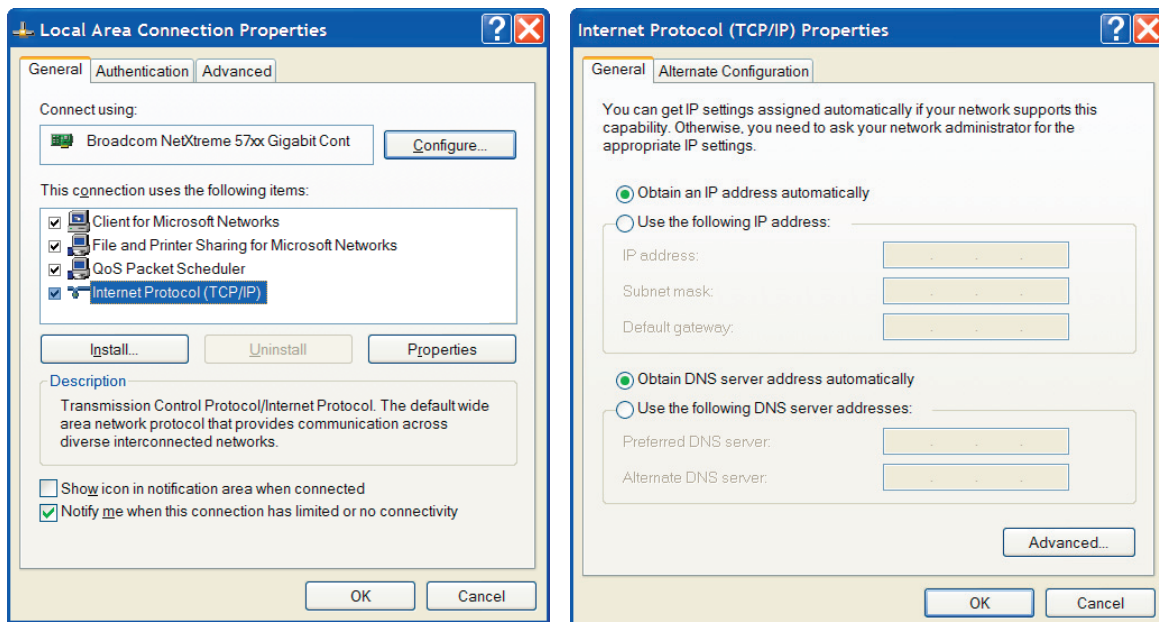 Local Area Connection Properties
General
Authentication
Advanced
Connect using:
Broadcom NetXtreme 57xx Gigabit Cont
Configure...
This connection uses the following items:
Client for Microsoft Networks
File and Printer Sharing for Microsoft Networks
QoS Packet Scheduler
Internet Protocol (TCP/IP)
Install...
Uninstall
Properties
Description
Transmission Control Protocol/Internet Protocol. The default wide
area network protocol that provides communication across
diverse interconnected networks.
Show icon in notification area when connected
Notify me when this connection has limited or no connectivity
OK
Cancel
Internet Protocol (TCP/IP) Properties
General
Alternate Configuration
You can get IP settings assigned automatically if your network supports this
capability. Otherwise, you need to ask your network administrator for the
appropriate IP settings.
Obtain an IP address automatically
Use the following IP address:
IP address:
Subnet mask:
Default gateway:
Obtain DNS server address automatically
Use the following DNS server addresses:
Preferred DNS server:
Alternate DNS server:
Advanced...
OK
Cancel